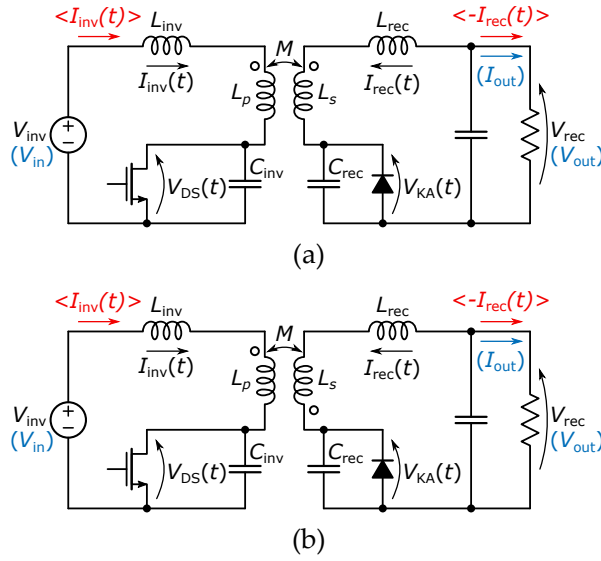 <I_inv(t)> L_inv M L_rec <-I_rec(t)>
I_inv(t) I_rec(t) (I_out)
L_p L_s
V_inv V_rec
(V_in) (V_out)
V_DS(t) C_inv C_rec V_KA(t)
(a)
<I_inv(t)> L_inv M L_rec <-I_rec(t)>
I_inv(t) I_rec(t) (I_out)
L_p L_s
V_inv V_rec
(V_in) (V_out)
V_DS(t) C_inv C_rec V_KA(t)
(b)